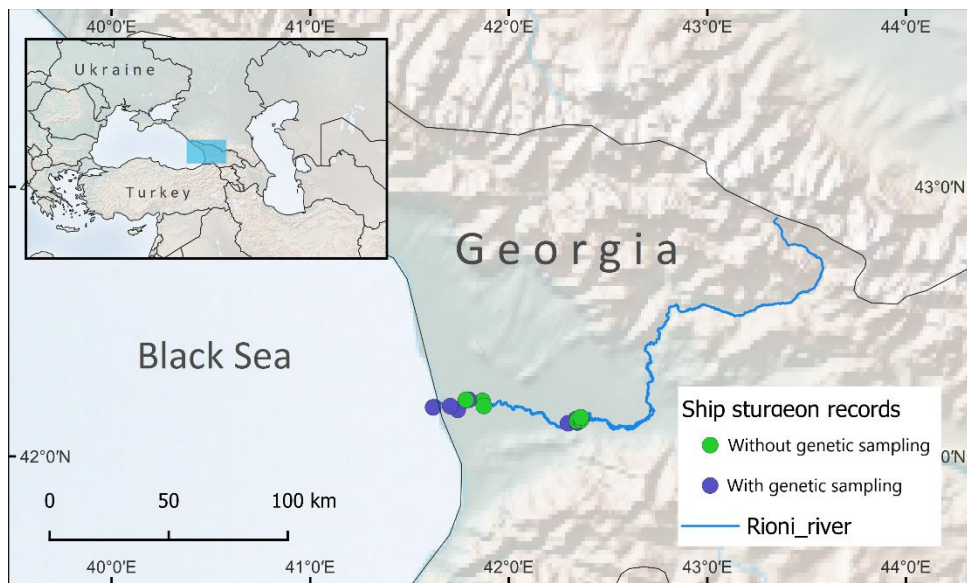 40°0'E 41°0'E 42°0'E 43°0'E 44°0'E
Ukraine
Turkey
43°0'N
Georgia
Black Sea
Ship sturgeon records
Without genetic sampling
With genetic sampling
Rioni_river
42°0'N
0°0'N
0 50 100 km
40°0'E 41°0'E 42°0'E 43°0'E 44°0'E